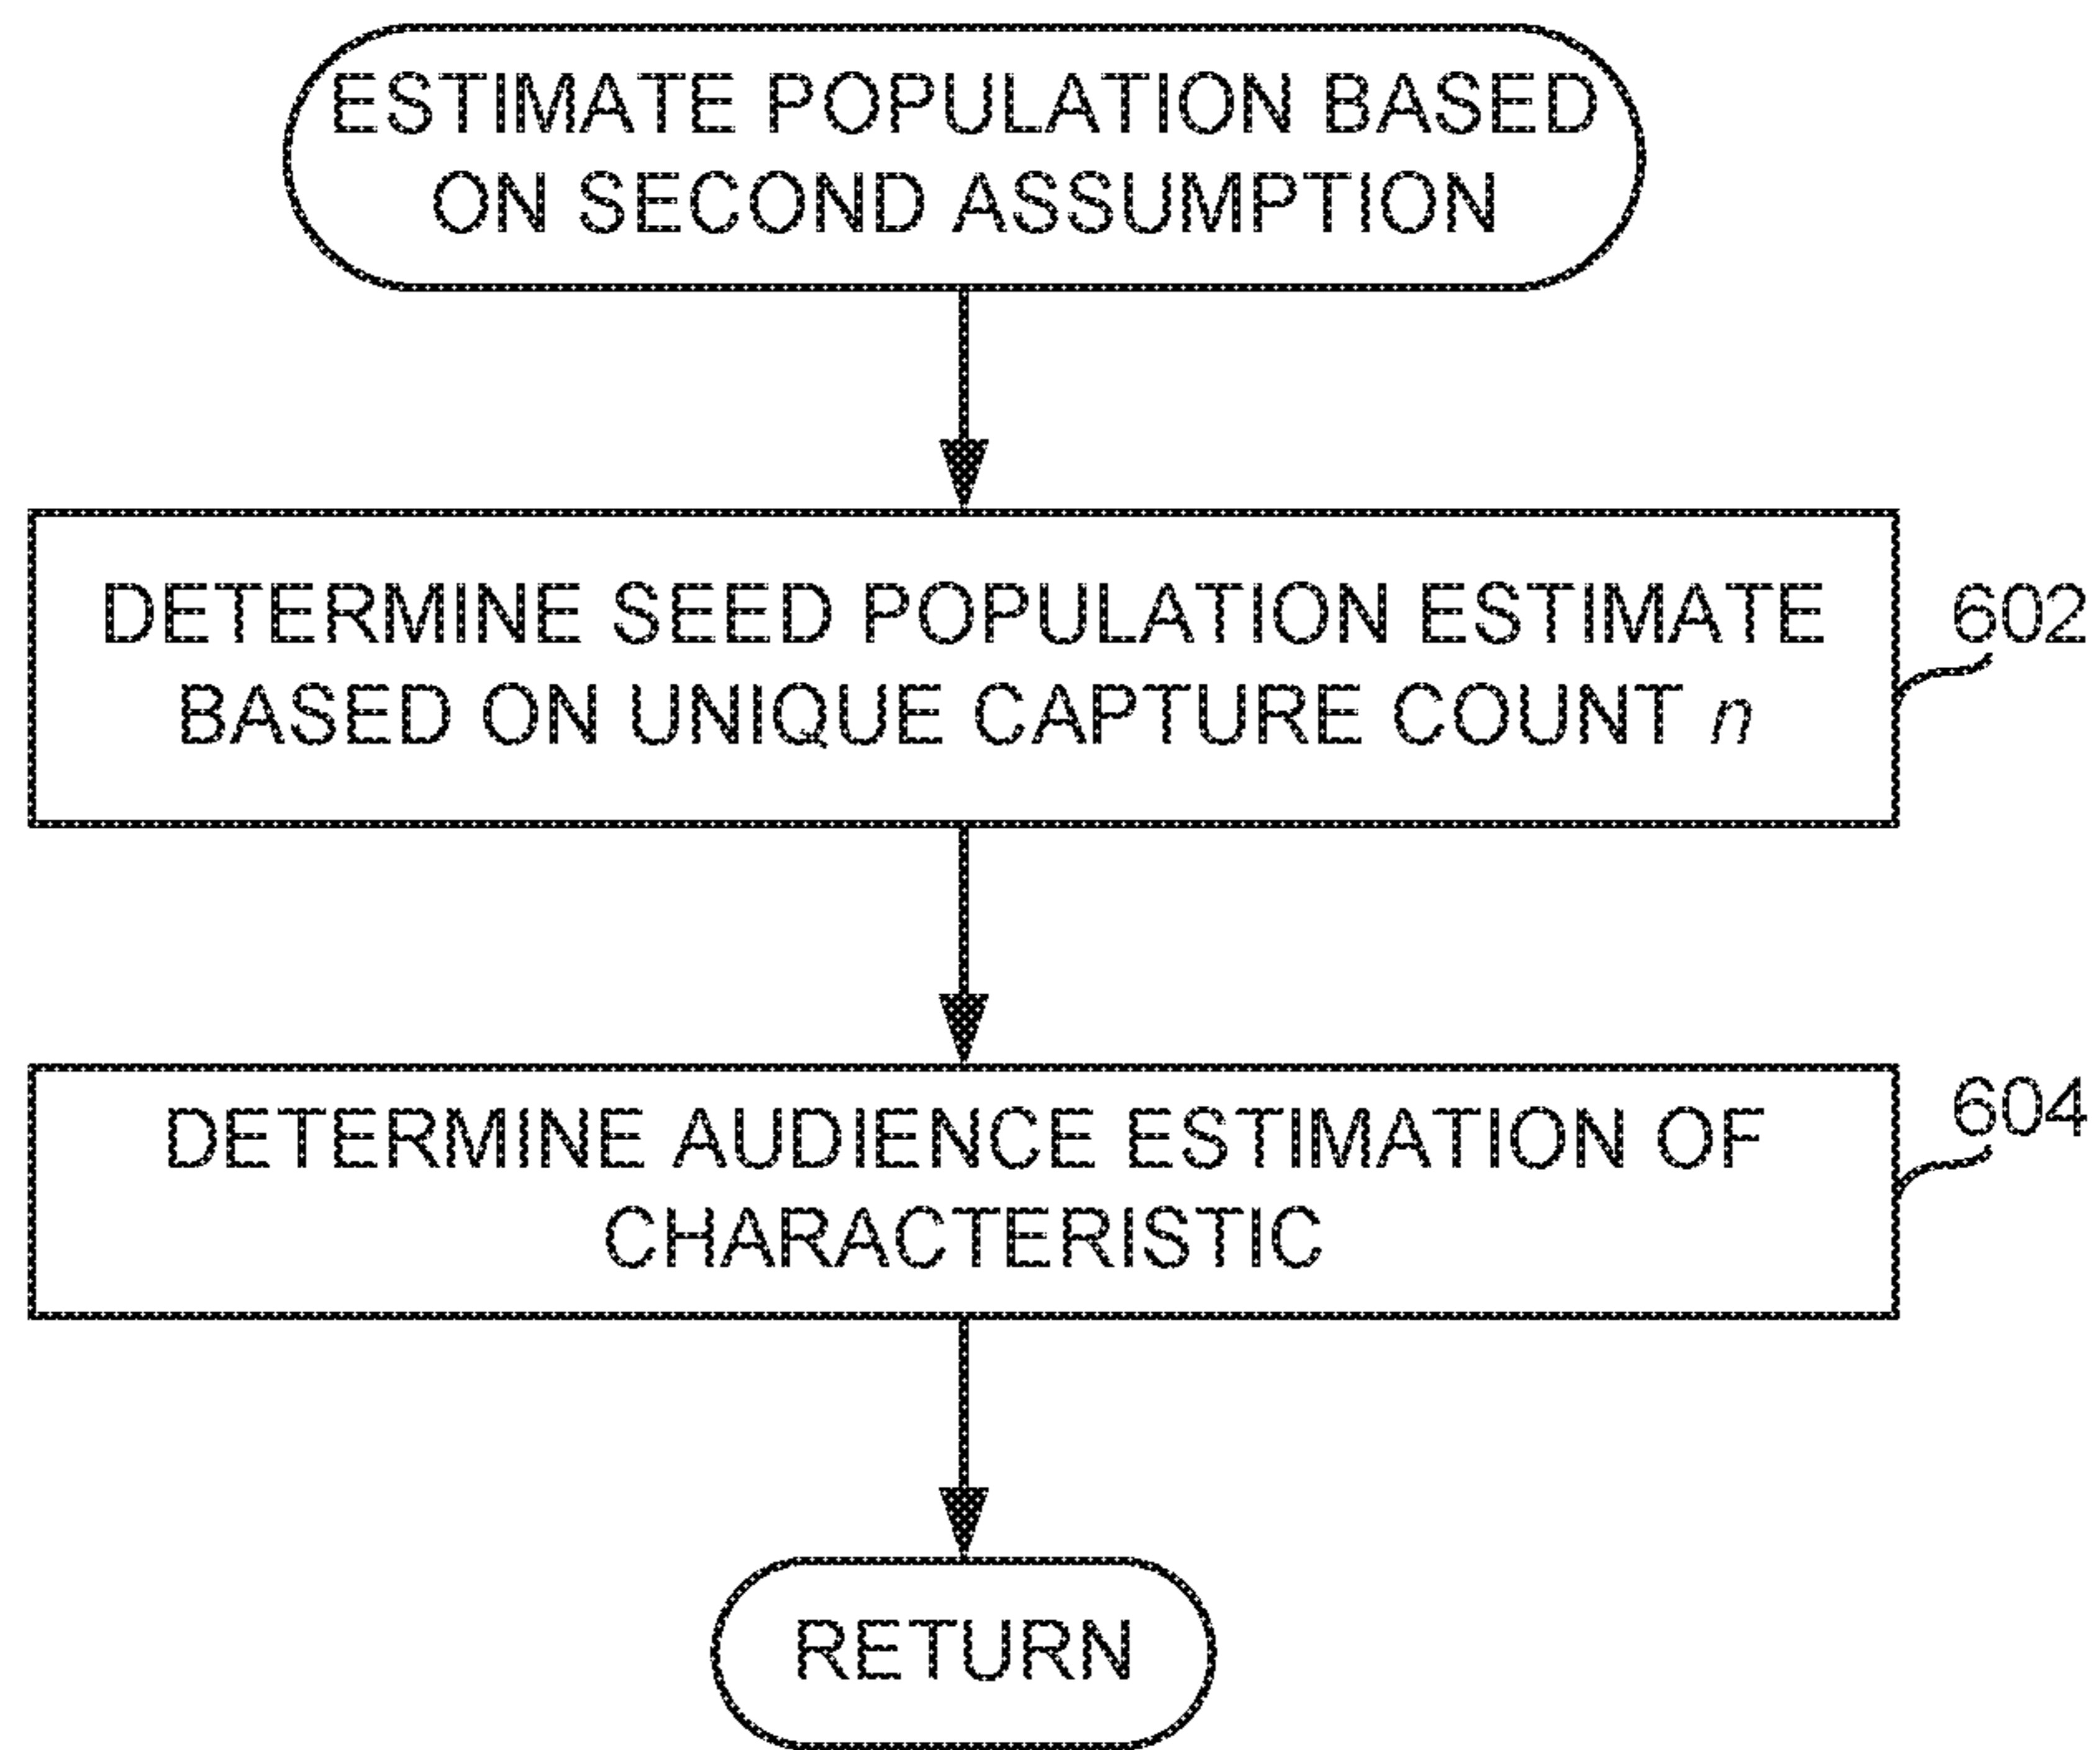 ESTIMATE POPULATION BASED
ON SECOND ASSUMPTION
DETERMINE SEED POPULATION ESTIMATE
BASED ON UNIQUE CAPTURE COUNT n
602
DETERMINE AUDIENCE ESTIMATION OF
CHARACTERISTIC
604
RETURN